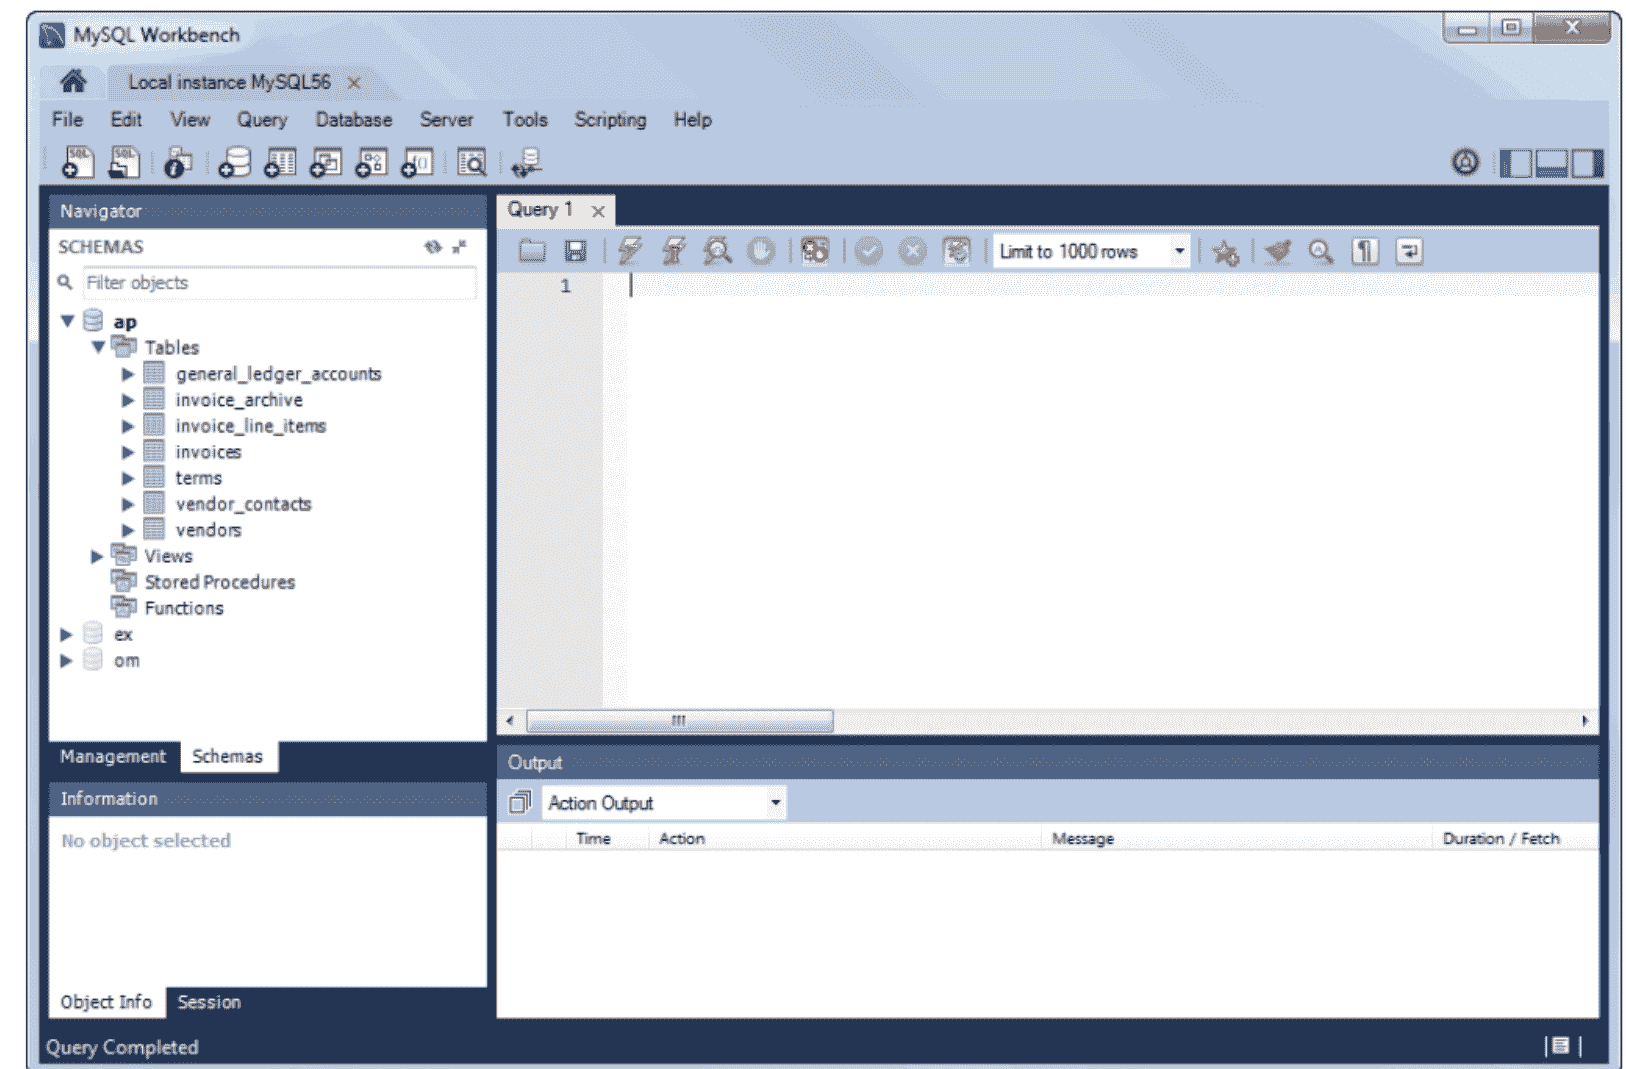 MySQL Workbench
Local instance MySQL56
File Edit View Query Database Server Tools Scripting Help
Navigator
SCHEMAS
Filter objects
ap
Tables
general_ledger_accounts
invoice_archive
invoice_line_items
invoices
terms
vendor_contacts
vendors
Views
Stored Procedures
Functions
ex
om
Management Schemas
Information
No object selected
Object Info Session
Query 1
Limit to 1000 rows
1
Output
Action Output
Time Action Message Duration / Fetch
Query Completed